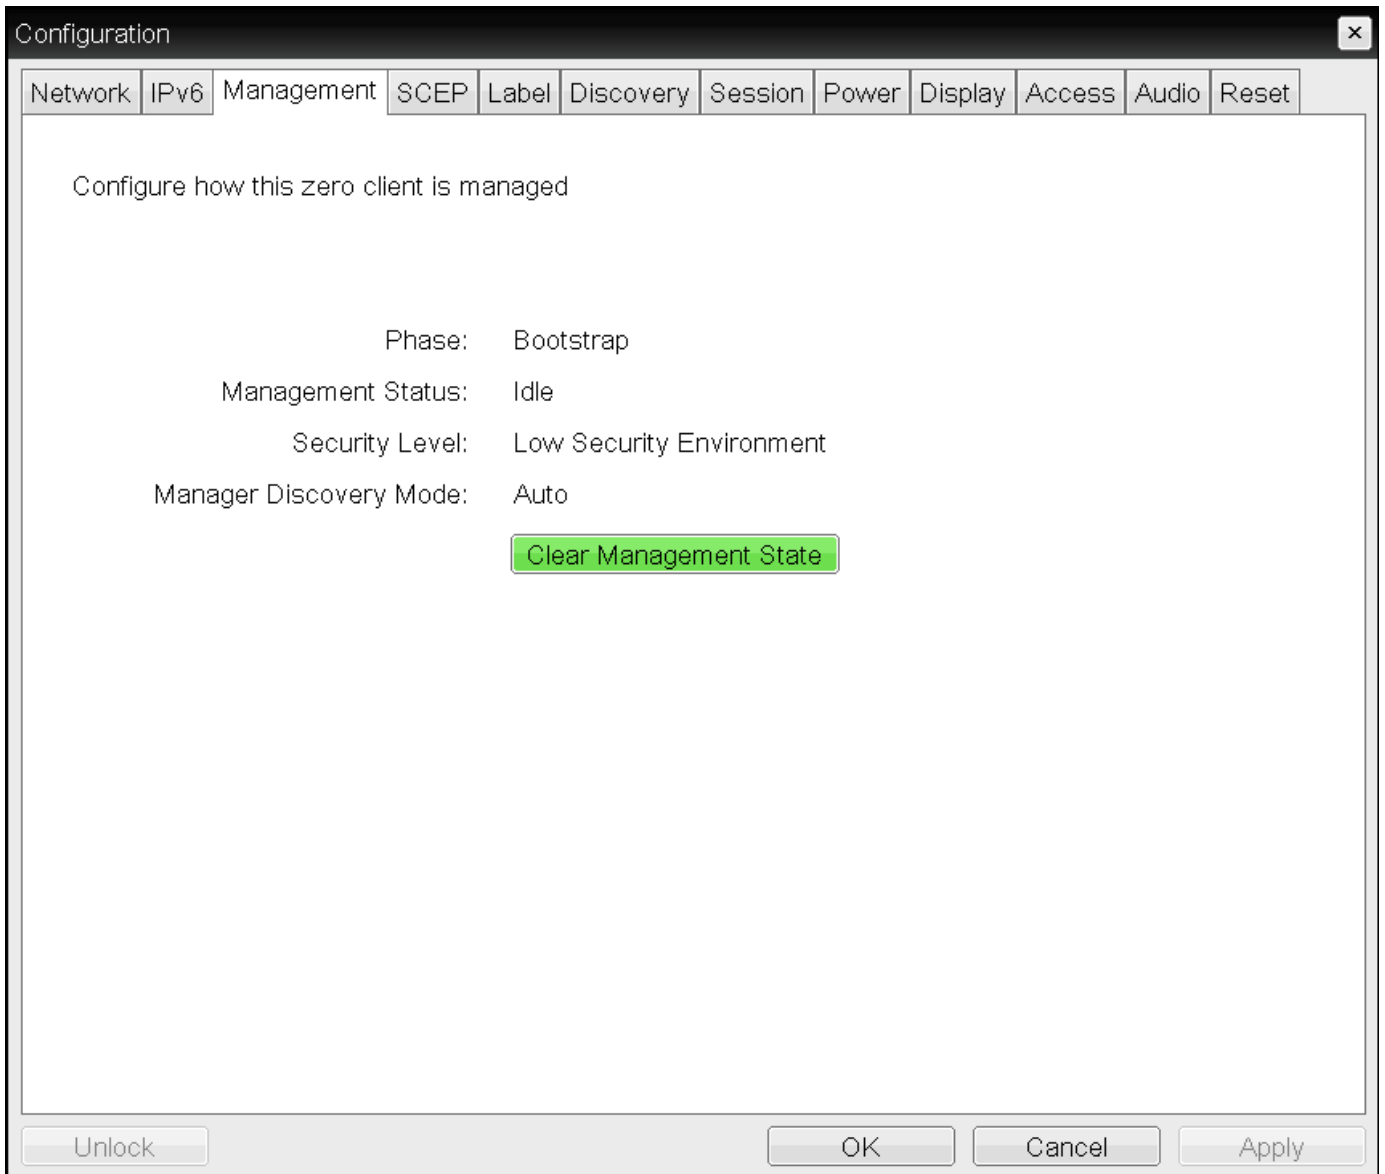 Configuration
Network IPv6 Management SCEP Label Discovery Session Power Display Access Audio Reset
Configure how this zero client is managed
Phase: Bootstrap
Management Status: Idle
Security Level: Low Security Environment
Manager Discovery Mode: Auto
Clear Management State
Unlock OK Cancel Apply